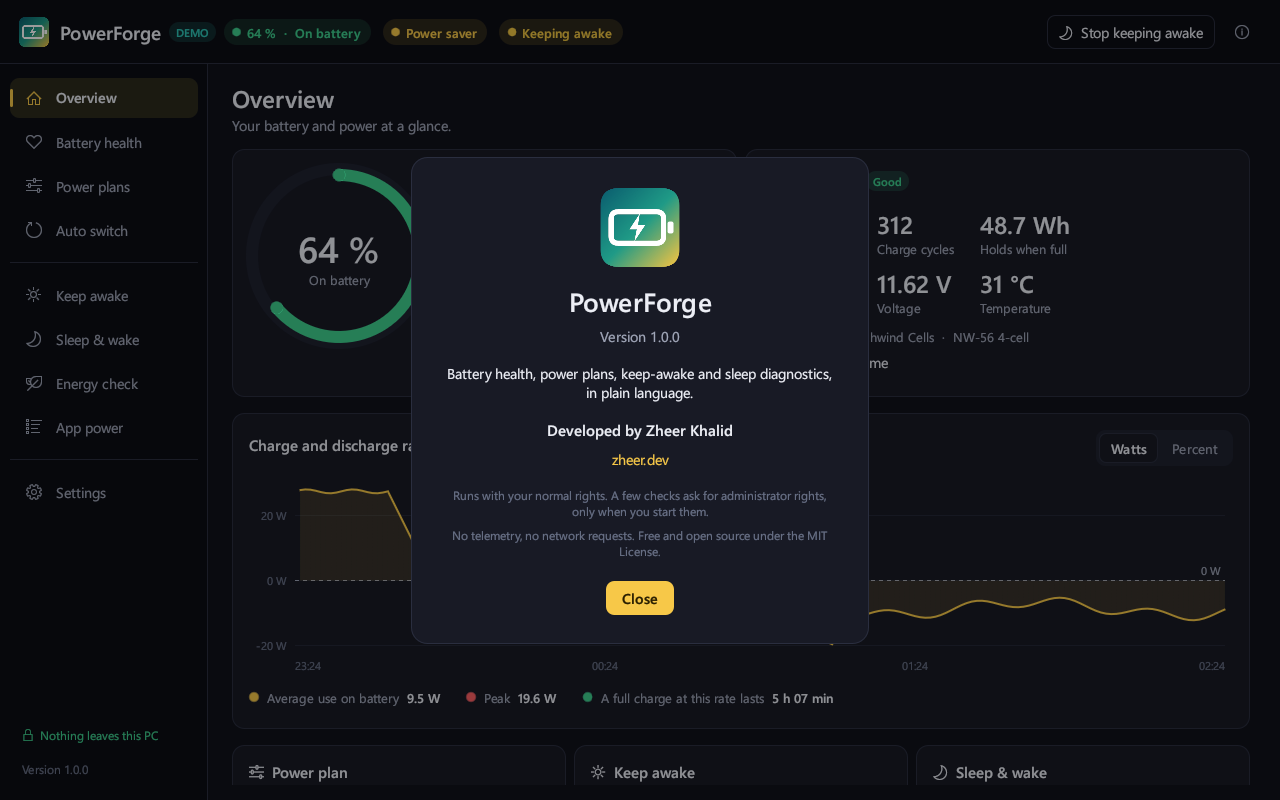 PowerForge DEMO 64 % · On battery Power saver Keeping awake Stop keeping awake
Overview
Battery health
Power plans
Auto switch
Keep awake
Sleep & wake
Energy check
App power
Settings
Nothing leaves this PC
Version 1.0.0
Overview
Your battery and power at a glance.
64 %
On battery
Good
312 48.7 Wh
Charge cycles Holds when full
11.62 V 31 °C
Voltage Temperature
Cells · NW-56 4-cell
PowerForge
Version 1.0.0
Battery health, power plans, keep-awake and sleep diagnostics,
in plain language.
Developed by Zheer Khalid
zheer.dev
Runs with your normal rights. A few checks ask for administrator rights,
only when you start them.
No telemetry, no network requests. Free and open source under the MIT
License.
Close
Charge and discharge
Watts Percent
20 W
0 W
-20 W
0 W
23:24 00:24 01:24 02:24
Average use on battery 9.5 W Peak 19.6 W A full charge at this rate lasts 5 h 07 min
Power plan Keep awake Sleep & wake